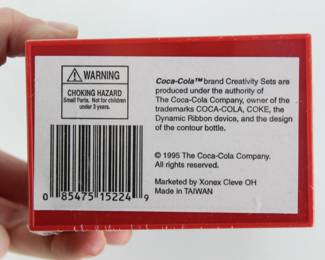 ⚠ WARNING
CHOKING HAZARD
Small Parts. Not for children
under 3 years.
0 85475 15224 9
Coca-Cola™ brand Creativity Sets are
produced under the authority of
The Coca-Cola Company, owner of the
trademarks COCA-COLA, COKE, the
Dynamic Ribbon device, and the design
of the contour bottle.
© 1995 The Coca-Cola Company.
All rights reserved.
Marketed by Xonex Cleve OH
Made in TAIWAN